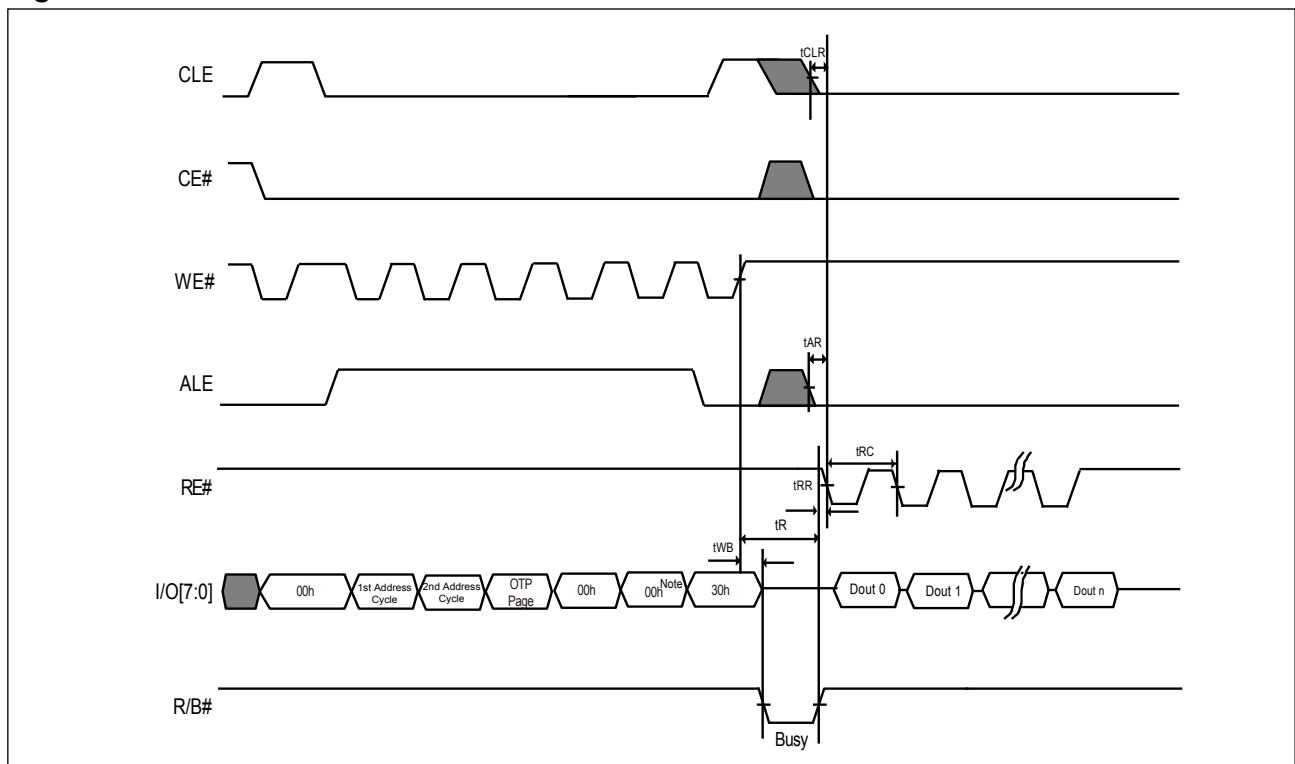 tCLR
CLE
CE#
WE#
tAR
ALE
tRC
RE#
tRR
tR
tWB
I/O[7:0]
00h
1st Address
Cycle
2nd Address
Cycle
OTP
Page
00h
00h Note
30h
Dout 0
Dout 1
Dout n
R/B#
Busy